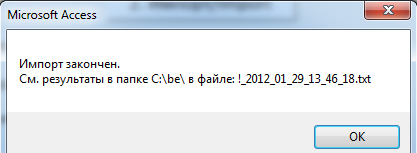 Microsoft Access
Импорт закончен.
См. результаты в папке C:\be\ в файле: !_2012_01_29_13_46_18.txt
OK